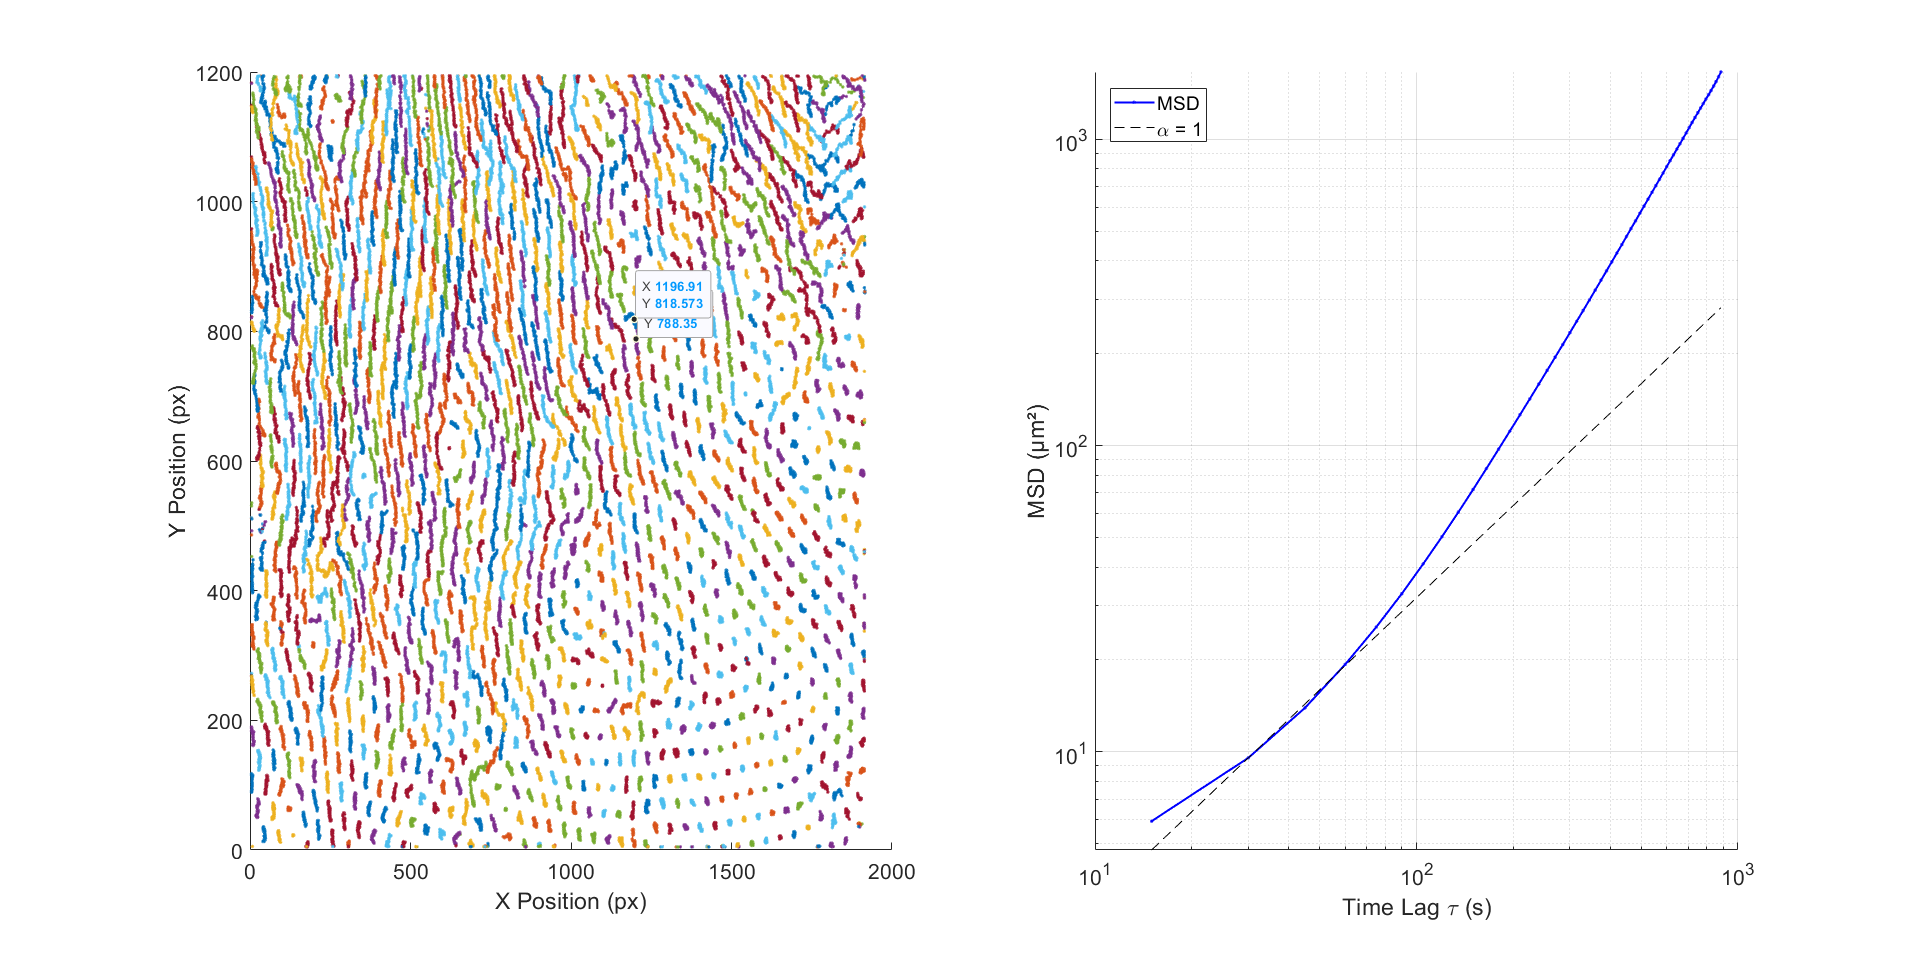 1200
1000
800
600
400
200
0
0
500
1000
1500
2000
X Position (px)
Y Position (px)
X 1196.91
Y 818.573
Y 788.35
MSD
α = 1
10³
10²
10¹
10¹
10²
10³
Time Lag τ (s)
MSD (µm²)